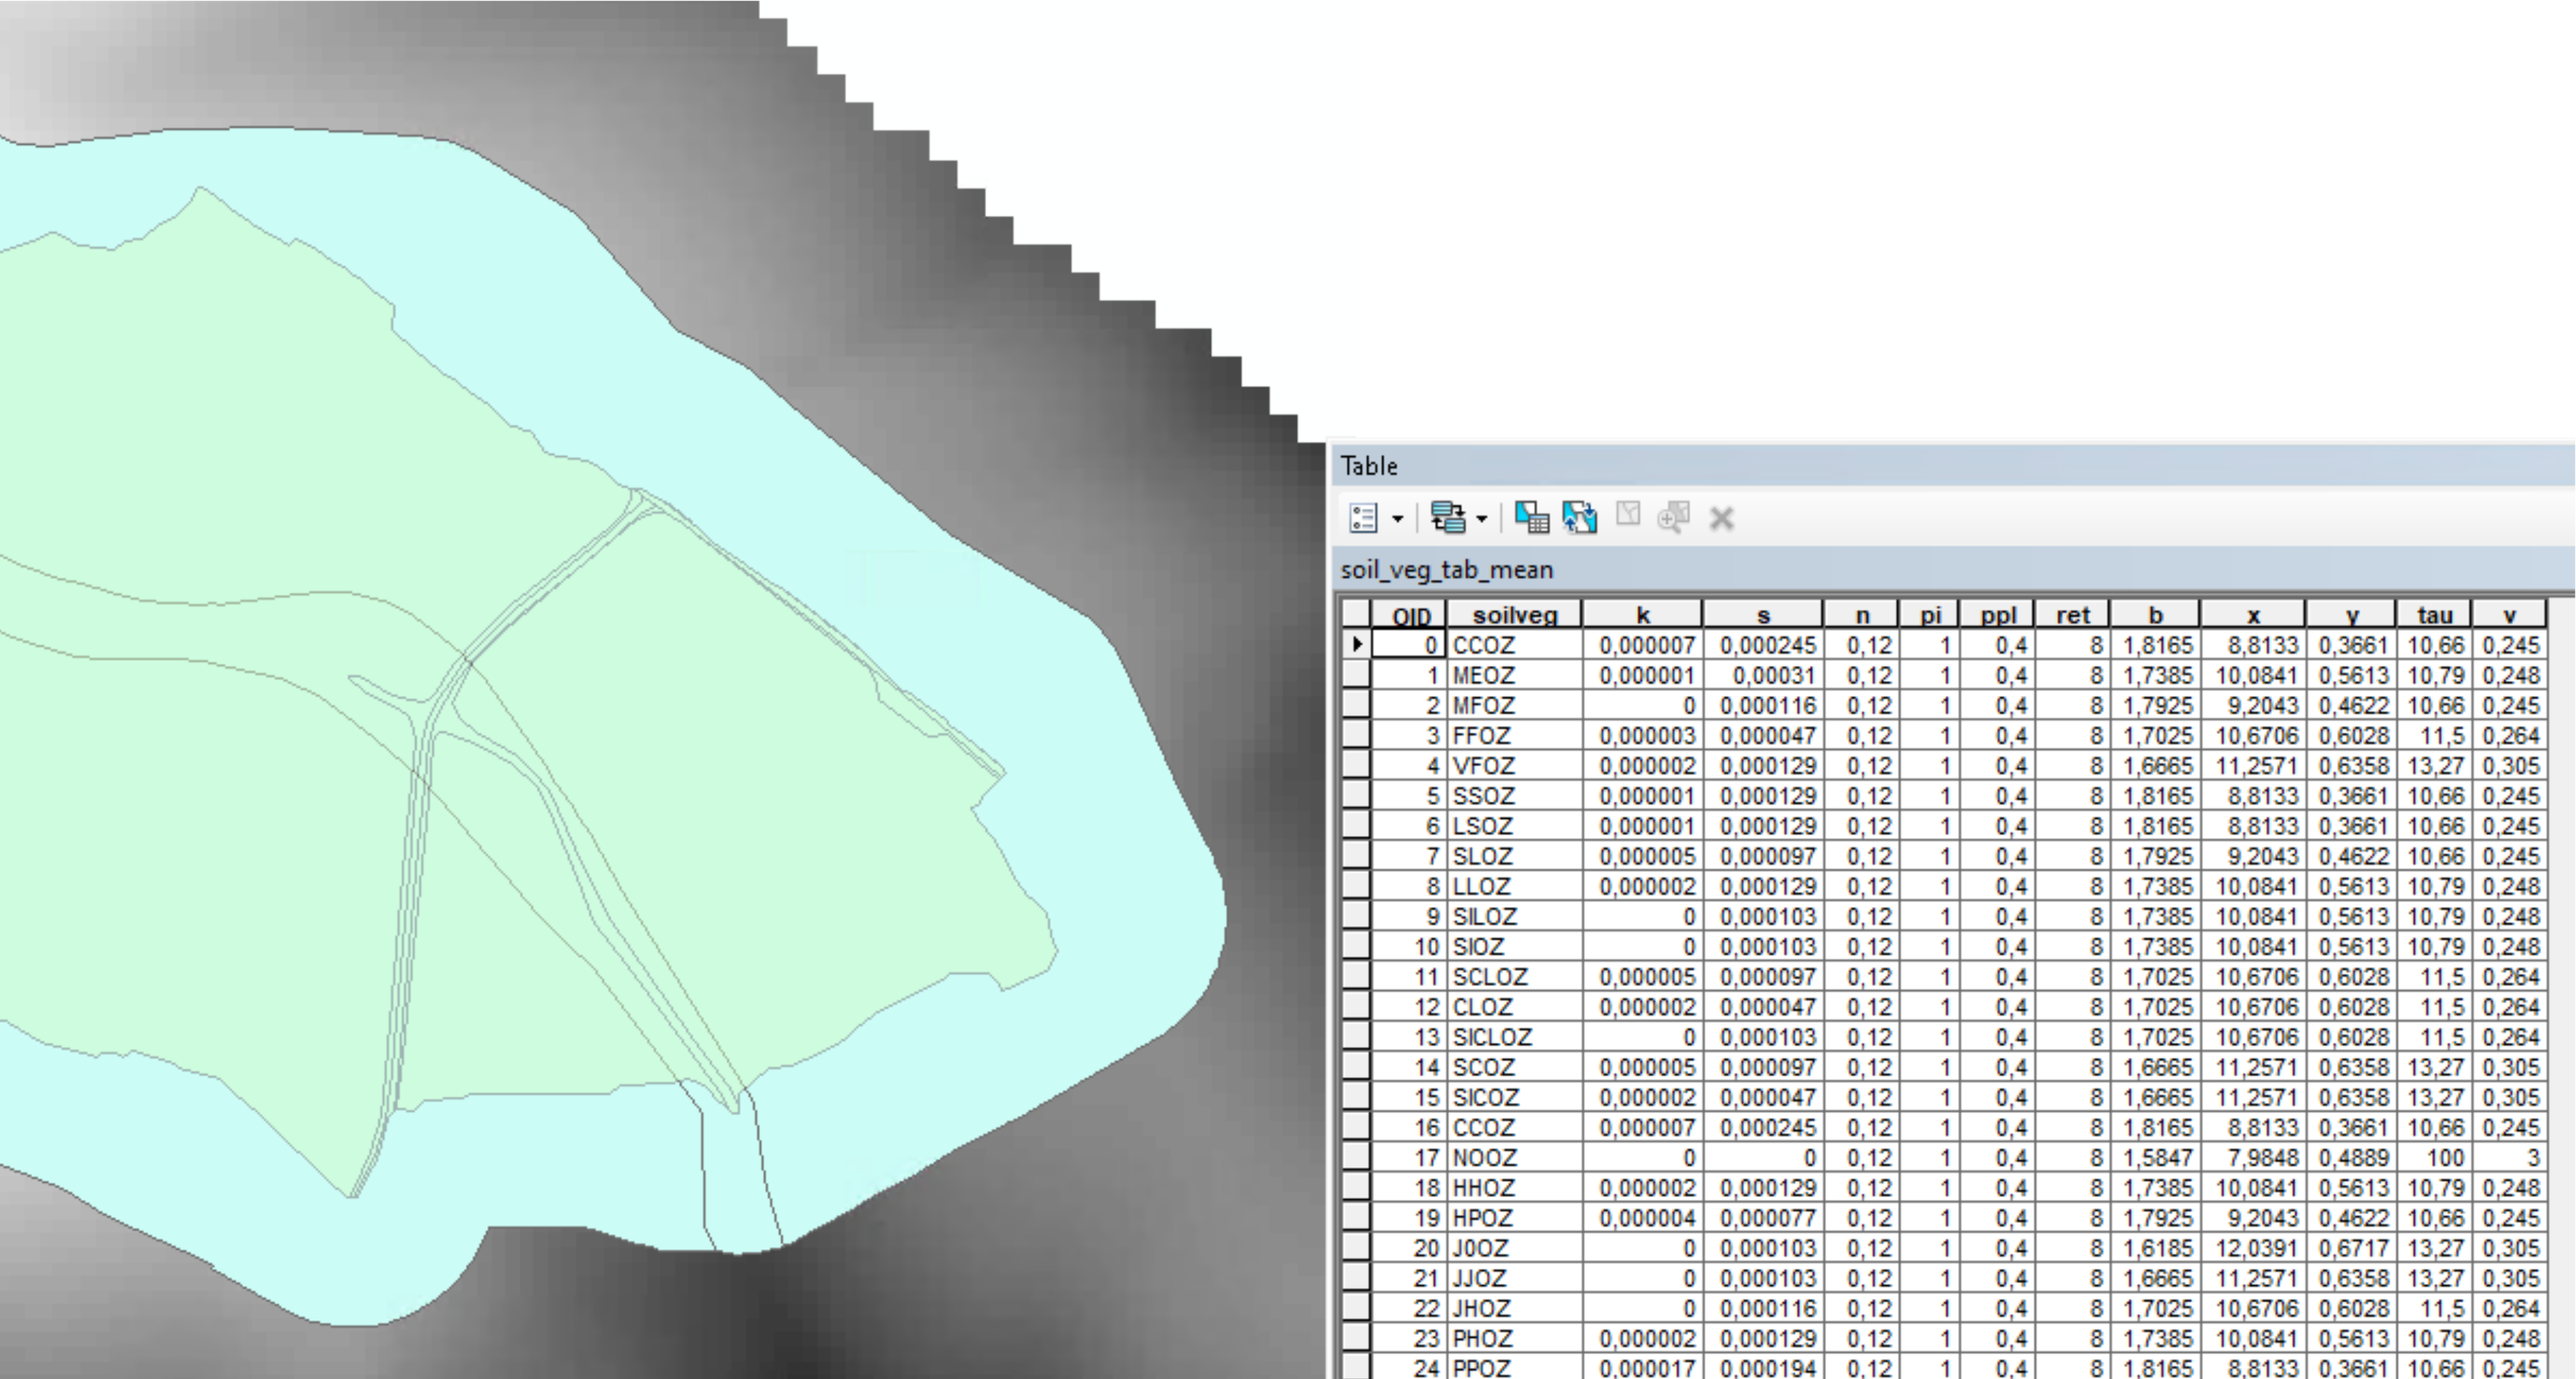 Table
soil_veg_tab_mean
OID soilveg k s n pi ppl ret b x y tau v
0 CCOZ 0,000007 0,000245 0,12 1 0,4 8 1,8165 8,8133 0,3661 10,66 0,245
1 MEOZ 0,000001 0,00031 0,12 1 0,4 8 1,7385 10,0841 0,5613 10,79 0,248
2 MFOZ 0 0,000116 0,12 1 0,4 8 1,7925 9,2043 0,4622 10,66 0,245
3 FFOZ 0,000003 0,000047 0,12 1 0,4 8 1,7025 10,6706 0,6028 11,5 0,264
4 VFOZ 0,000002 0,000129 0,12 1 0,4 8 1,6665 11,2571 0,6358 13,27 0,305
5 SSOZ 0,000001 0,000129 0,12 1 0,4 8 1,8165 8,8133 0,3661 10,66 0,245
6 LSOZ 0,000001 0,000129 0,12 1 0,4 8 1,8165 8,8133 0,3661 10,66 0,245
7 SLOZ 0,000005 0,000097 0,12 1 0,4 8 1,7925 9,2043 0,4622 10,66 0,245
8 LLOZ 0,000002 0,000129 0,12 1 0,4 8 1,7385 10,0841 0,5613 10,79 0,248
9 SILOZ 0 0,000103 0,12 1 0,4 8 1,7385 10,0841 0,5613 10,79 0,248
10 SIOZ 0 0,000103 0,12 1 0,4 8 1,7385 10,0841 0,5613 10,79 0,248
11 SCLOZ 0,000005 0,000097 0,12 1 0,4 8 1,7025 10,6706 0,6028 11,5 0,264
12 CLOZ 0,000002 0,000047 0,12 1 0,4 8 1,7025 10,6706 0,6028 11,5 0,264
13 SICLOZ 0 0,000103 0,12 1 0,4 8 1,7025 10,6706 0,6028 11,5 0,264
14 SCOZ 0,000005 0,000097 0,12 1 0,4 8 1,6665 11,2571 0,6358 13,27 0,305
15 SICOZ 0,000002 0,000047 0,12 1 0,4 8 1,6665 11,2571 0,6358 13,27 0,305
16 CCOZ 0,000007 0,000245 0,12 1 0,4 8 1,8165 8,8133 0,3661 10,66 0,245
17 NOOZ 0 0 0,12 1 0,4 8 1,5847 7,9848 0,4889 100 3
18 HHOZ 0,000002 0,000129 0,12 1 0,4 8 1,7385 10,0841 0,5613 10,79 0,248
19 HPOZ 0,000004 0,000077 0,12 1 0,4 8 1,7925 9,2043 0,4622 10,66 0,245
20 J0OZ 0 0,000103 0,12 1 0,4 8 1,6185 12,0391 0,6717 13,27 0,305
21 JJOZ 0 0,000103 0,12 1 0,4 8 1,6665 11,2571 0,6358 13,27 0,305
22 JHOZ 0 0,000116 0,12 1 0,4 8 1,7025 10,6706 0,6028 11,5 0,264
23 PHOZ 0,000002 0,000129 0,12 1 0,4 8 1,7385 10,0841 0,5613 10,79 0,248
24 PPOZ 0,000017 0,000194 0,12 1 0,4 8 1,8165 8,8133 0,3661 10,66 0,245